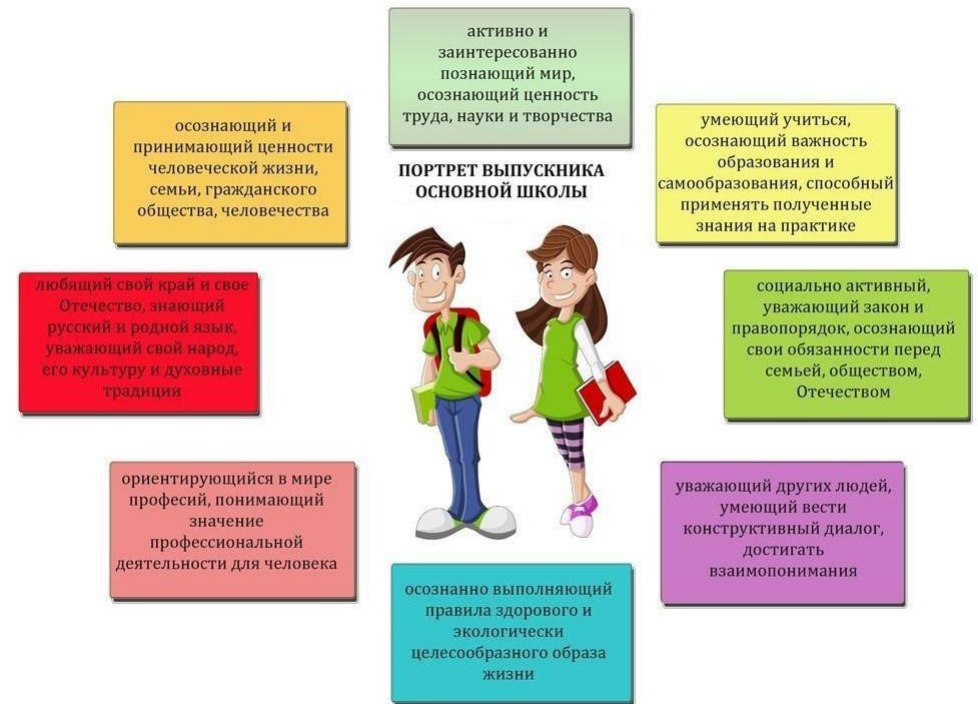 активно и
заинтересованно
познающий мир,
осознающий ценность
труда, науки и творчества
осознающий и
принимающий ценности
человеческой жизни,
семьи, гражданского
общества, человечества
ПОРТРЕТ ВЫПУСКНИКА
ОСНОВНОЙ ШКОЛЫ
умеющий учиться,
осознающий важность
образования и
самообразования, способный
применять полученные
знания на практике
любящий свой край и свое
Отечество, знающий
русский и родной язык,
уважающий свой народ,
его культуру и духовные
традиции
социально активный,
уважающий закон и
правопорядок, осознающий
свои обязанности перед
семьей, обществом,
Отечеством
ориентирующийся в мире
професий, понимающий
значение
профессиональной
деятельности для человека
уважающий других людей,
умеющий вести
конструктивный диалог,
достигать
взаимопонимания
осознанно выполняющий
правила здорового и
экологически
целесообразного образа
жизни